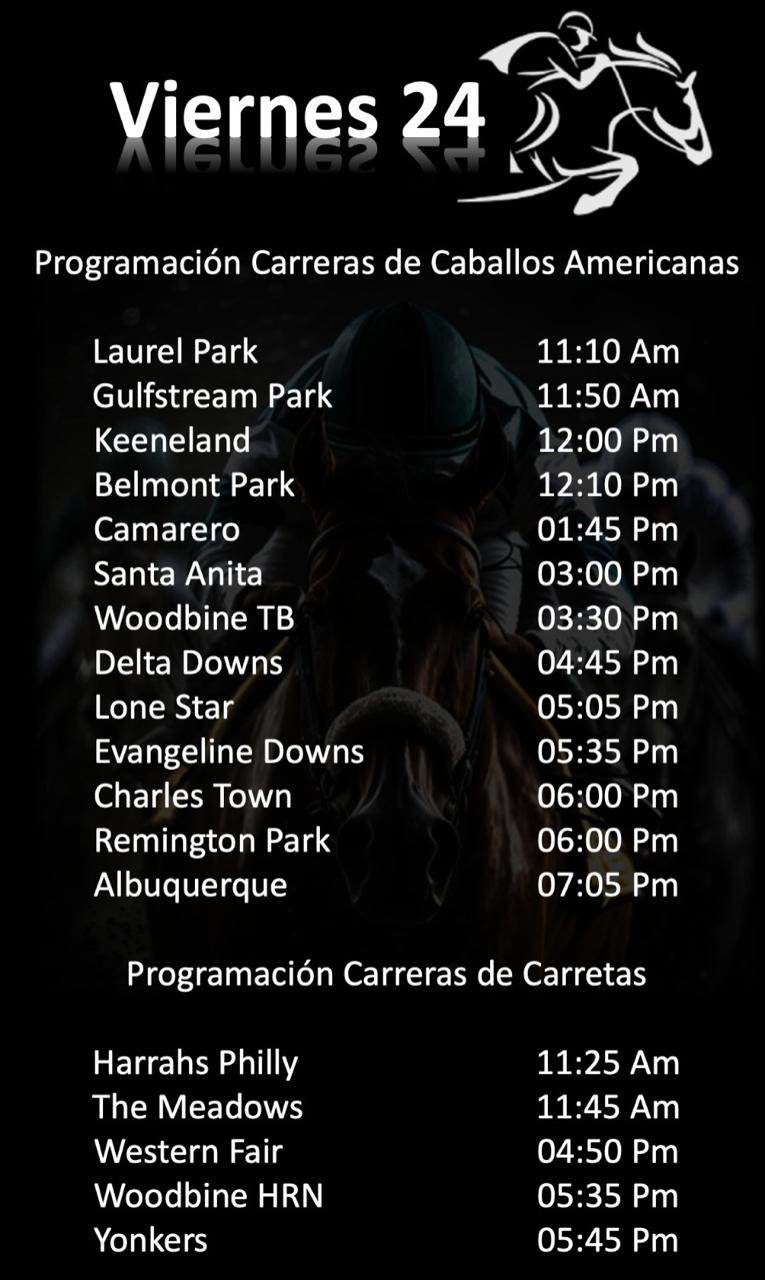 Viernes 24
Programación Carreras de Caballos Americanas
Laurel Park 11:10 Am
Gulfstream Park 11:50 Am
Keeneland 12:00 Pm
Belmont Park 12:10 Pm
Camarero 01:45 Pm
Santa Anita 03:00 Pm
Woodbine TB 03:30 Pm
Delta Downs 04:45 Pm
Lone Star 05:05 Pm
Evangeline Downs 05:35 Pm
Charles Town 06:00 Pm
Remington Park 06:00 Pm
Albuquerque 07:05 Pm
Programación Carreras de Carretas
Harrahs Philly 11:25 Am
The Meadows 11:45 Am
Western Fair 04:50 Pm
Woodbine HRN 05:35 Pm
Yonkers 05:45 Pm